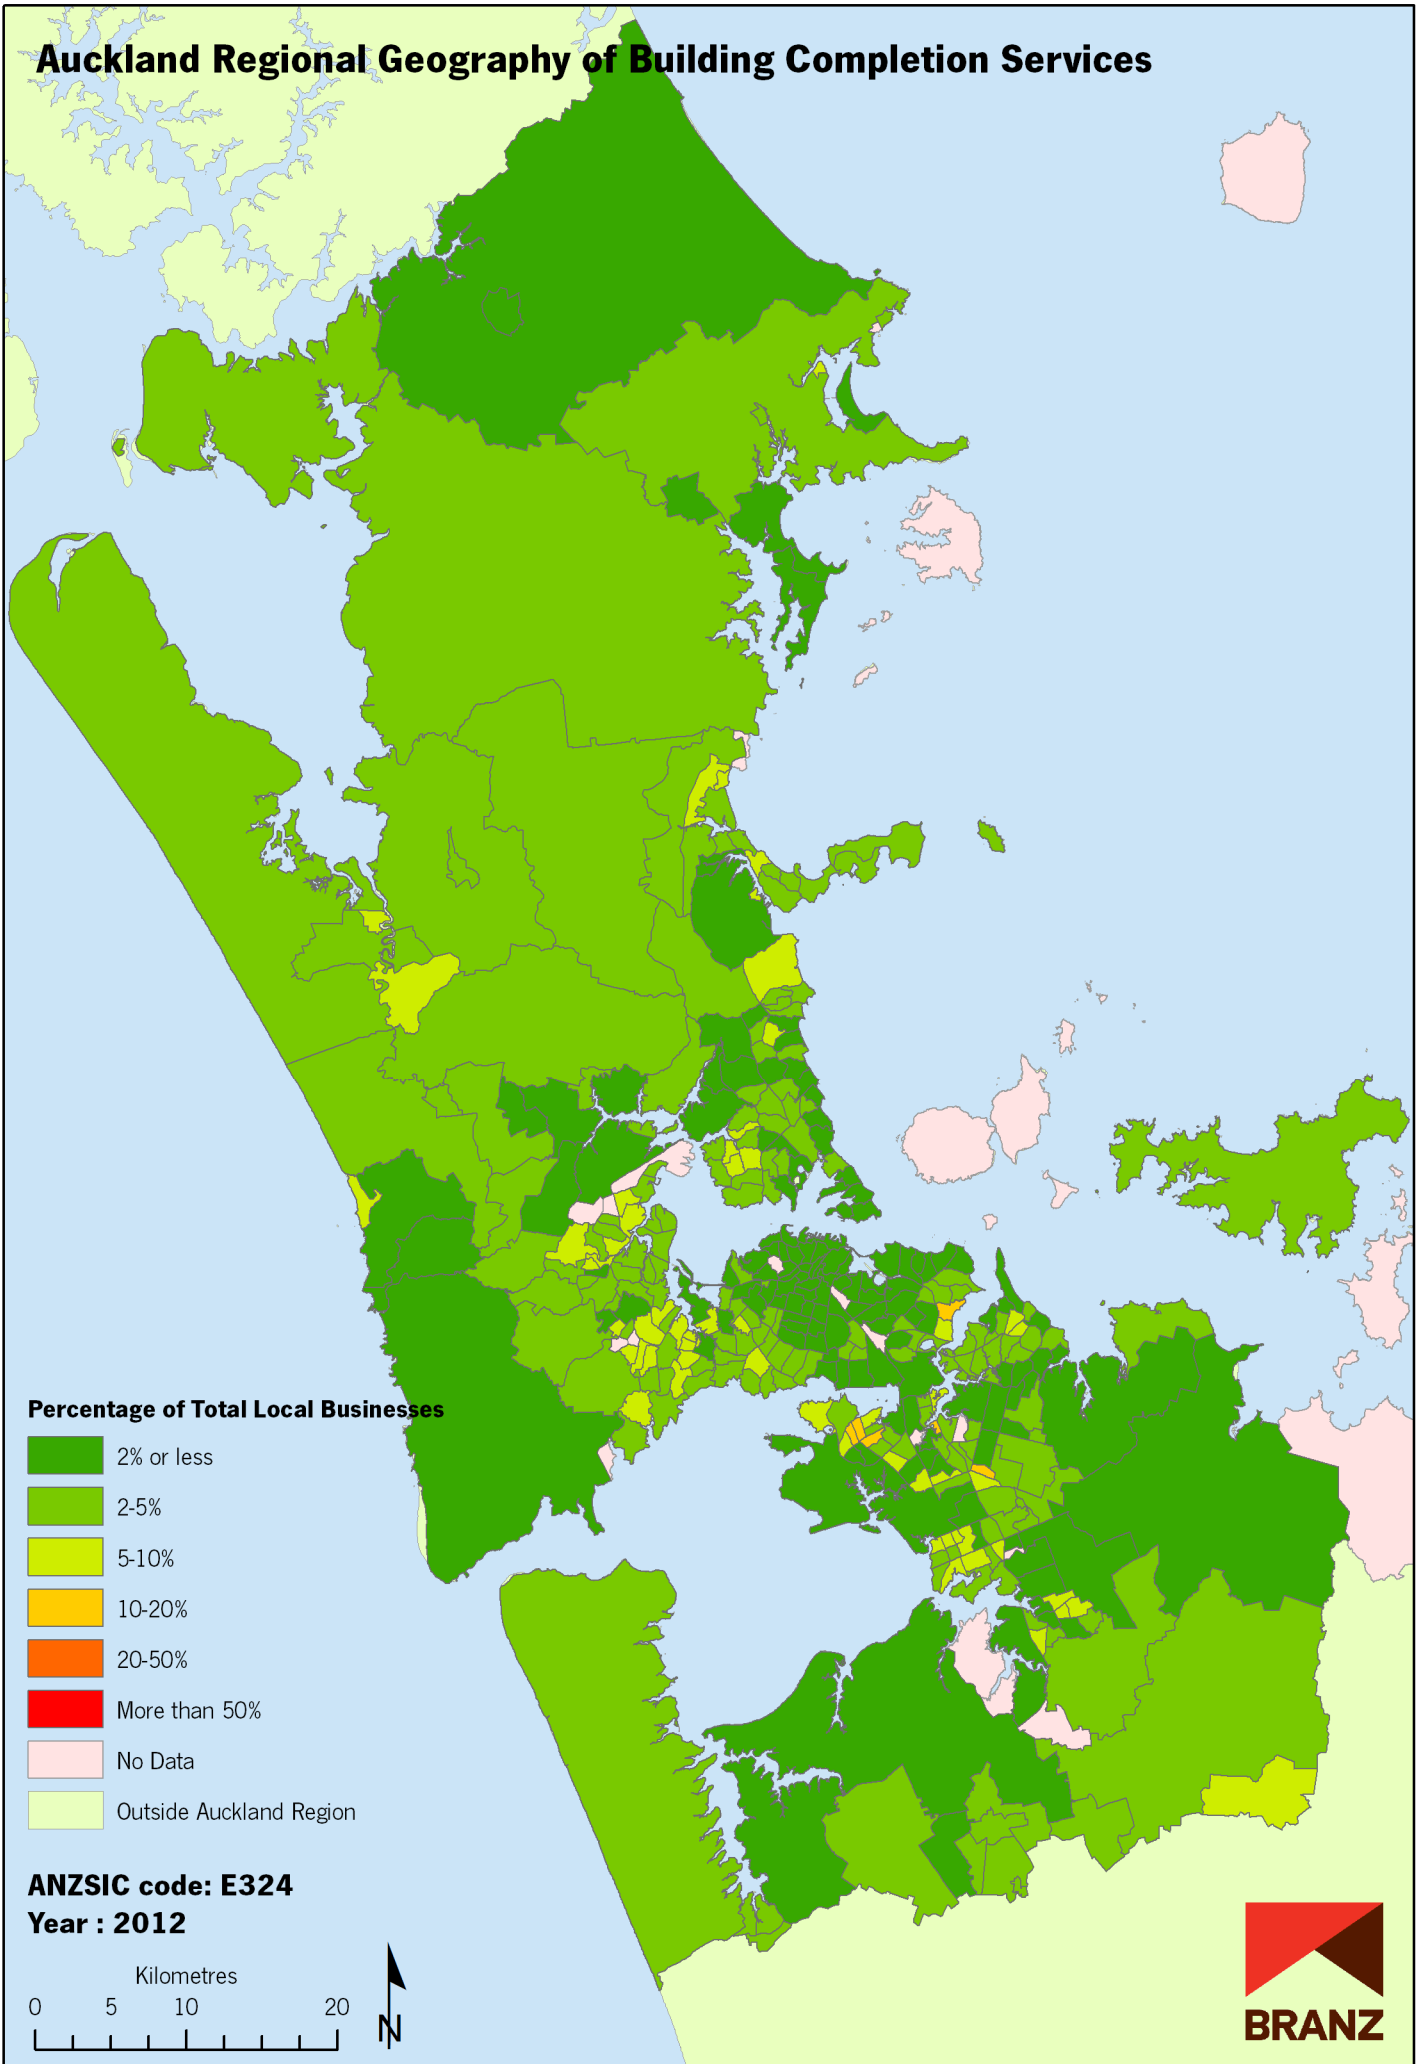 Auckland Regional Geography of Building Completion Services
Percentage of Total Local Businesses
2% or less
2-5%
5-10%
10-20%
20-50%
More than 50%
No Data
Outside Auckland Region
ANZSIC code: E324
Year : 2012
Kilometres
0 5 10 20
N
BRANZ